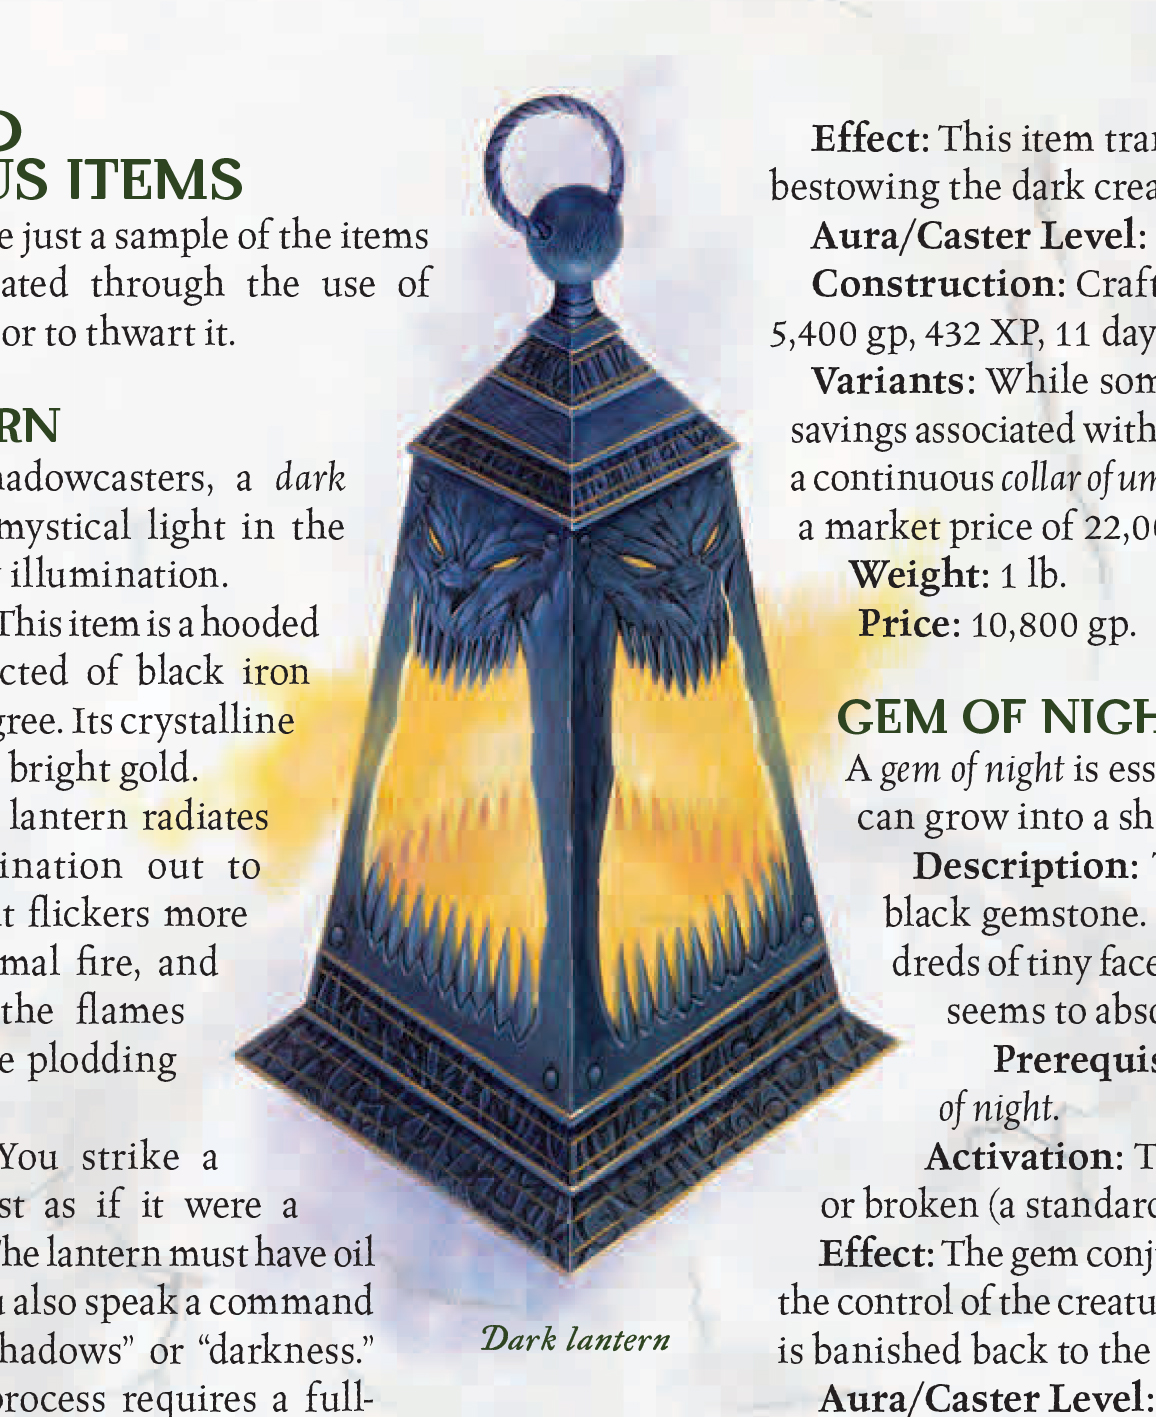 US ITEMS
e just a sample of the items
ated through the use of
or to thwart it.
RN
hadowcasters, a dark
mystical light in the
illumination.
This item is a hooded
cted of black iron
gree. Its crystalline
bright gold.
lantern radiates
ination out to
flickers more
mal fire, and
the flames
e plodding
You strike a
st as if it were a
The lantern must have oil
also speak a command
hadows” or “darkness.”
process requires a full-
Dark lantern
Effect: This item tran
bestowing the dark crea
Aura/Caster Level:
Construction: Craft
5,400 gp, 432 XP, 11 day
Variants: While som
savings associated with
a continuous collar of um
a market price of 22,00
Weight: 1 lb.
Price: 10,800 gp.
GEM OF NIGH
A gem of night is ess
can grow into a sh
Description:
black gemstone.
dreds of tiny face
seems to abso
Prerequis
of night.
Activation: T
or broken (a standard
Effect: The gem conj
the control of the creatu
is banished back to the
Aura/Caster Level: